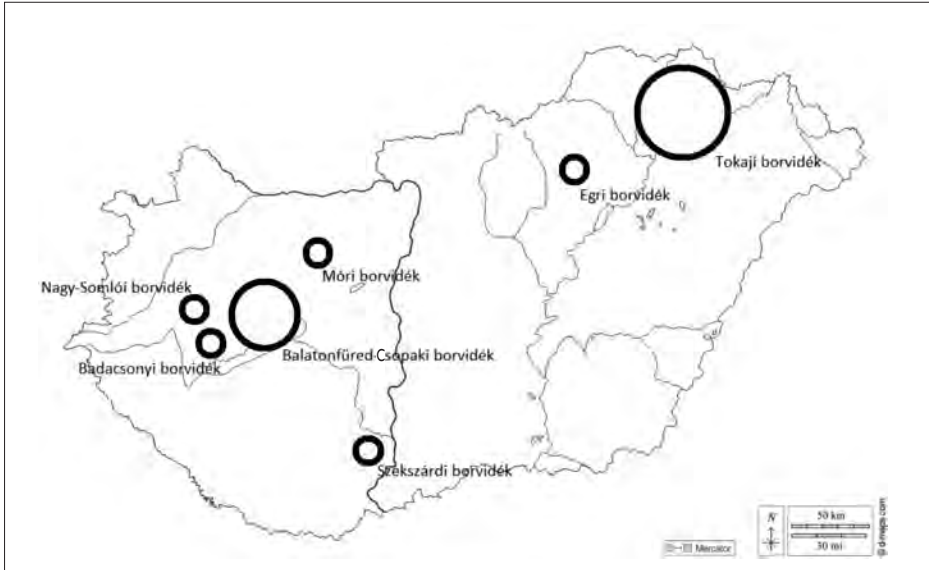 Tokaji borvidék
Egri borvidék
Móri borvidék
Nagy-Somlói borvidék
Balatonfüred-Csopaki borvidék
Badacsonyi borvidék
Szekszárdi borvidék
N
50 km
30 mi
Mercator
© d-maps.com